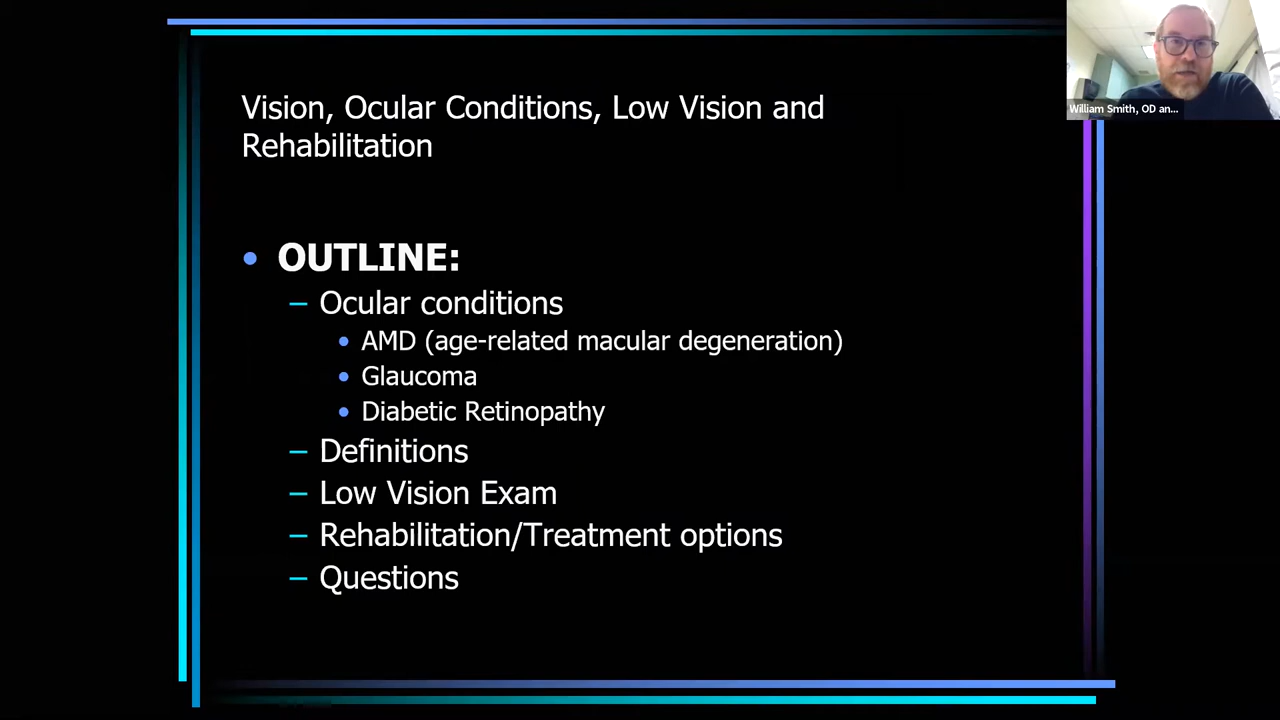 Vision, Ocular Conditions, Low Vision and
Rehabilitation
• OUTLINE:
– Ocular conditions
• AMD (age-related macular degeneration)
• Glaucoma
• Diabetic Retinopathy
– Definitions
– Low Vision Exam
– Rehabilitation/Treatment options
– Questions
William Smith, OD an...